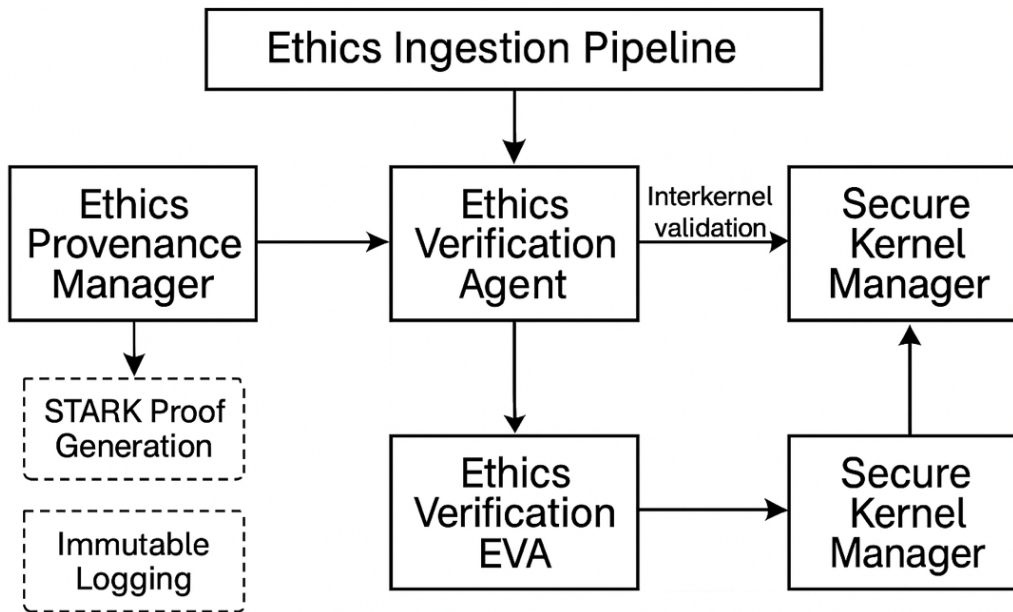 Ethics Ingestion Pipeline
Ethics
Provenance
Manager
Ethics
Verification
Agent
Interkernel
validation
Secure
Kernel
Manager
STARK Proof
Generation
Immutable
Logging
Ethics
Verification
EVA
Secure
Kernel
Manager